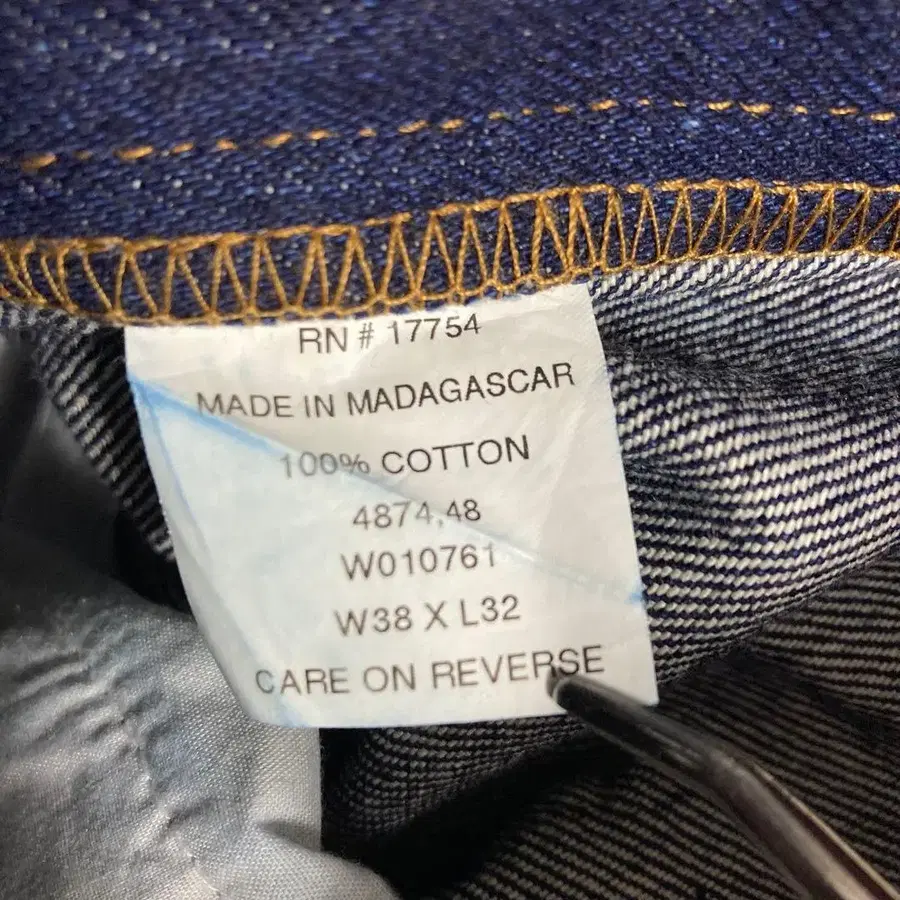 RN # 17754
MADE IN MADAGASCAR
100% COTTON
4874,48
W010761
W38 X L32
CARE ON REVERSE